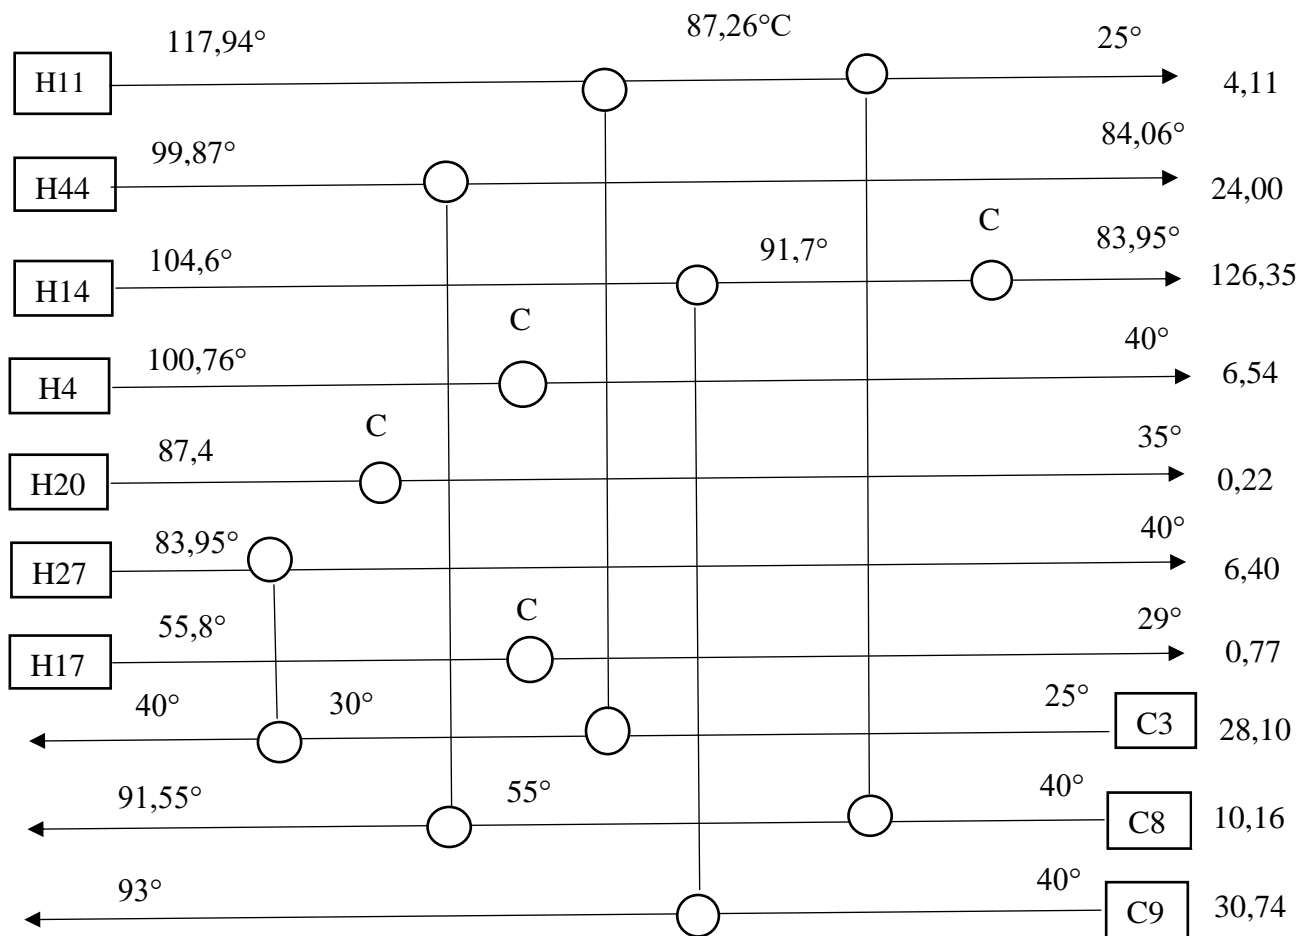 117,94° 87,26°C 25°
H11 4,11
99,87° 84,06°
H44 24,00
C
104,6° 91,7° 83,95°
H14 126,35
C
100,76° 40°
H4 6,54
C
87,4 35°
H20 0,22
83,95° 40°
H27 6,40
C
55,8° 29°
H17 0,77
40° 30° 25°
C3 28,10
91,55° 55° 40°
C8 10,16
93° 40°
C9 30,74